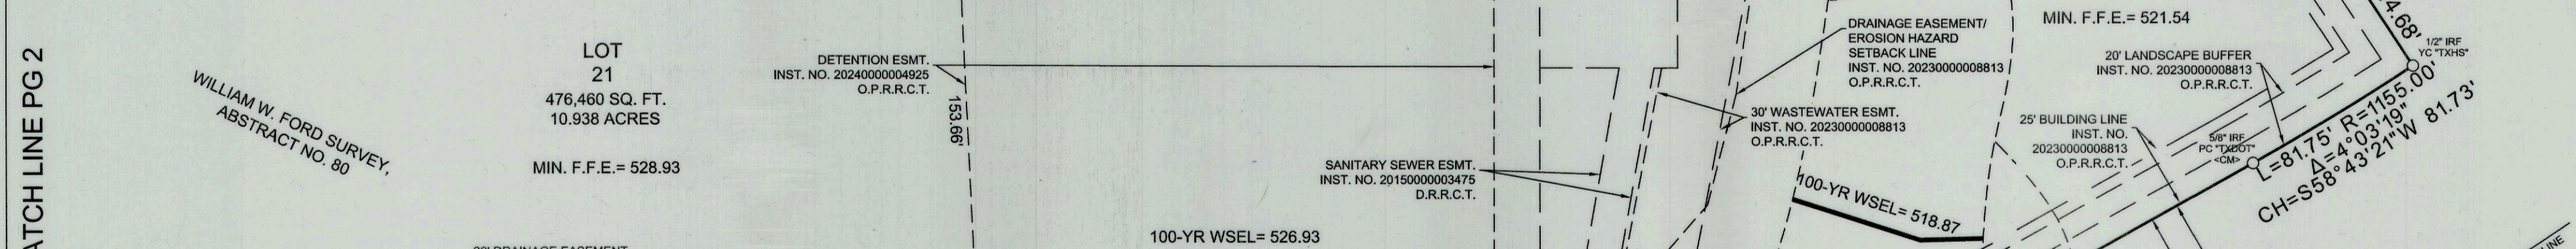 ATCH LINE PG 2
WILLIAM W. FORD SURVEY,
ABSTRACT NO. 80
LOT
21
476,460 SQ. FT.
10.938 ACRES
MIN. F.F.E.= 528.93
DETENTION ESMT.
INST. NO. 20240000004925
O.P.R.R.C.T.
153.66'
100-YR WSEL= 526.93
SANITARY SEWER ESMT.
INST. NO. 20150000003475
D.R.R.C.T.
DRAINAGE EASEMENT/
EROSION HAZARD
SETBACK LINE
INST. NO. 20230000008813
O.P.R.R.C.T.
30' WASTEWATER ESMT.
INST. NO. 20230000008813
O.P.R.R.C.T.
100-YR WSEL= 518.87
MIN. F.F.E.= 521.54
20' LANDSCAPE BUFFER
INST. NO. 20230000008813
O.P.R.R.C.T.
25' BUILDING LINE
INST. NO.
20230000008813
O.P.R.R.C.T.
5/8" IRF
PC "TXDOT"
<CM>
4.68'
1/2" IRF
YC "TXHS"
L=81.75' R=1155.00'
Δ=4°03'19"
CH=S58°43'21"W 81.73'
LINE